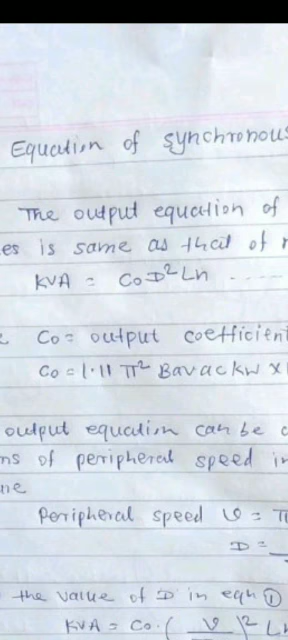 Equation of Synchronous
The output equation of
es is same as that of
KVA = CoD²Ln ....
Co = output coefficient
Co = 1.11 π² Bav ac kw ×
output equation can be
ns of peripheral speed in
ne
Peripheral speed υ = π
D =
the value of D in eqn ①
KVA = Co · ( υ )² L